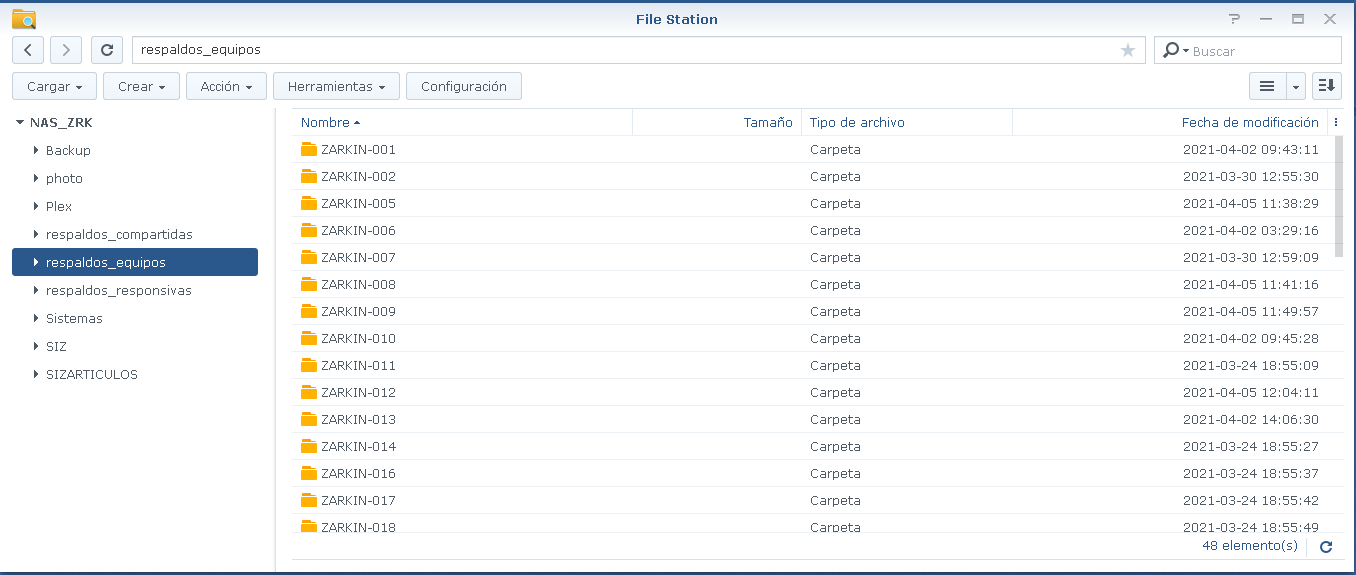 File Station
respaldos_equipos
Buscar
Cargar Crear Acción Herramientas Configuración
NAS_ZRK
Backup
photo
Plex
respaldos_compartidas
respaldos_equipos
respaldos_responsivas
Sistemas
SIZ
SIZARTICULOS
Nombre Tamaño Tipo de archivo Fecha de modificación
ZARKIN-001 Carpeta 2021-04-02 09:43:11
ZARKIN-002 Carpeta 2021-03-30 12:55:30
ZARKIN-005 Carpeta 2021-04-05 11:38:29
ZARKIN-006 Carpeta 2021-04-02 03:29:16
ZARKIN-007 Carpeta 2021-03-30 12:59:09
ZARKIN-008 Carpeta 2021-04-05 11:41:16
ZARKIN-009 Carpeta 2021-04-05 11:49:57
ZARKIN-010 Carpeta 2021-04-02 09:45:28
ZARKIN-011 Carpeta 2021-03-24 18:55:09
ZARKIN-012 Carpeta 2021-04-05 12:04:11
ZARKIN-013 Carpeta 2021-04-02 14:06:30
ZARKIN-014 Carpeta 2021-03-24 18:55:27
ZARKIN-016 Carpeta 2021-03-24 18:55:37
ZARKIN-017 Carpeta 2021-03-24 18:55:42
ZARKIN-018 Carpeta 2021-03-24 18:55:49
48 elemento(s)